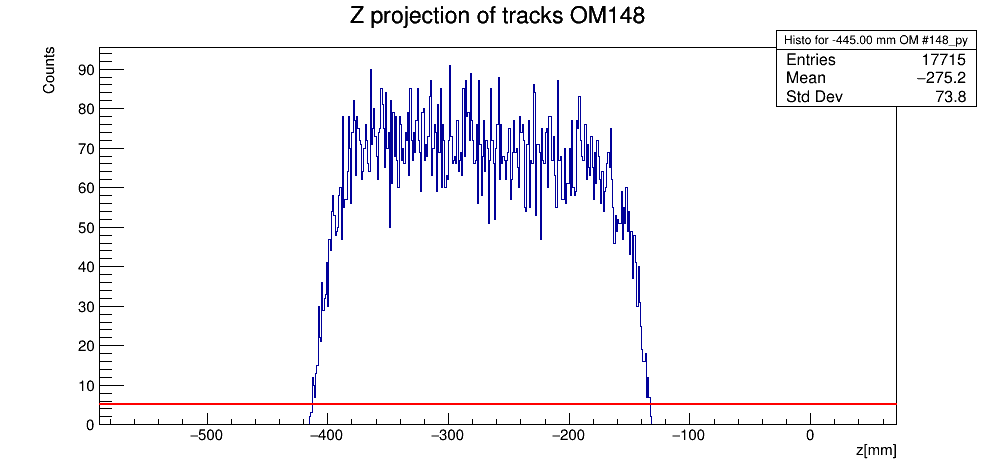 Z projection of tracks OM148
Histo for -445.00 mm OM #148_py
Entries 17715
Mean −275.2
Std Dev 73.8
Counts
90
80
70
60
50
40
30
20
10
0
−500 −400 −300 −200 −100 0
z[mm]